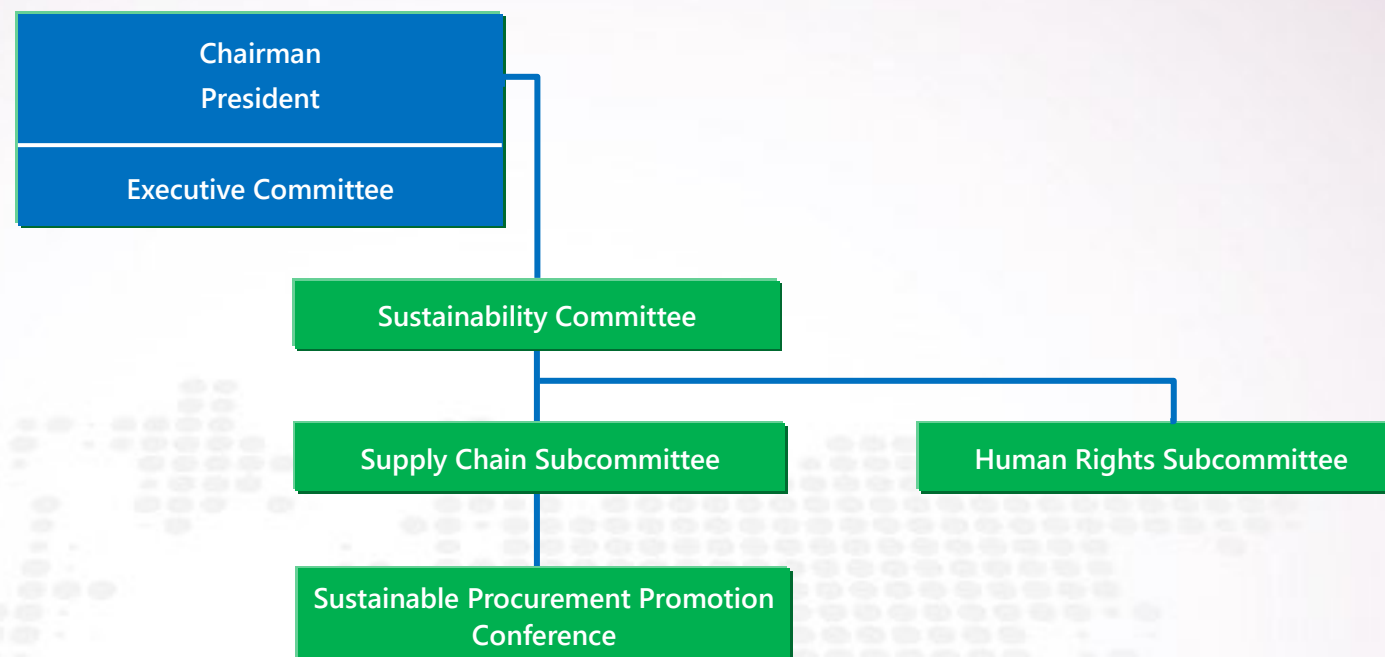 Chairman
President
Executive Committee
Sustainability Committee
Supply Chain Subcommittee
Human Rights Subcommittee
Sustainable Procurement Promotion
Conference